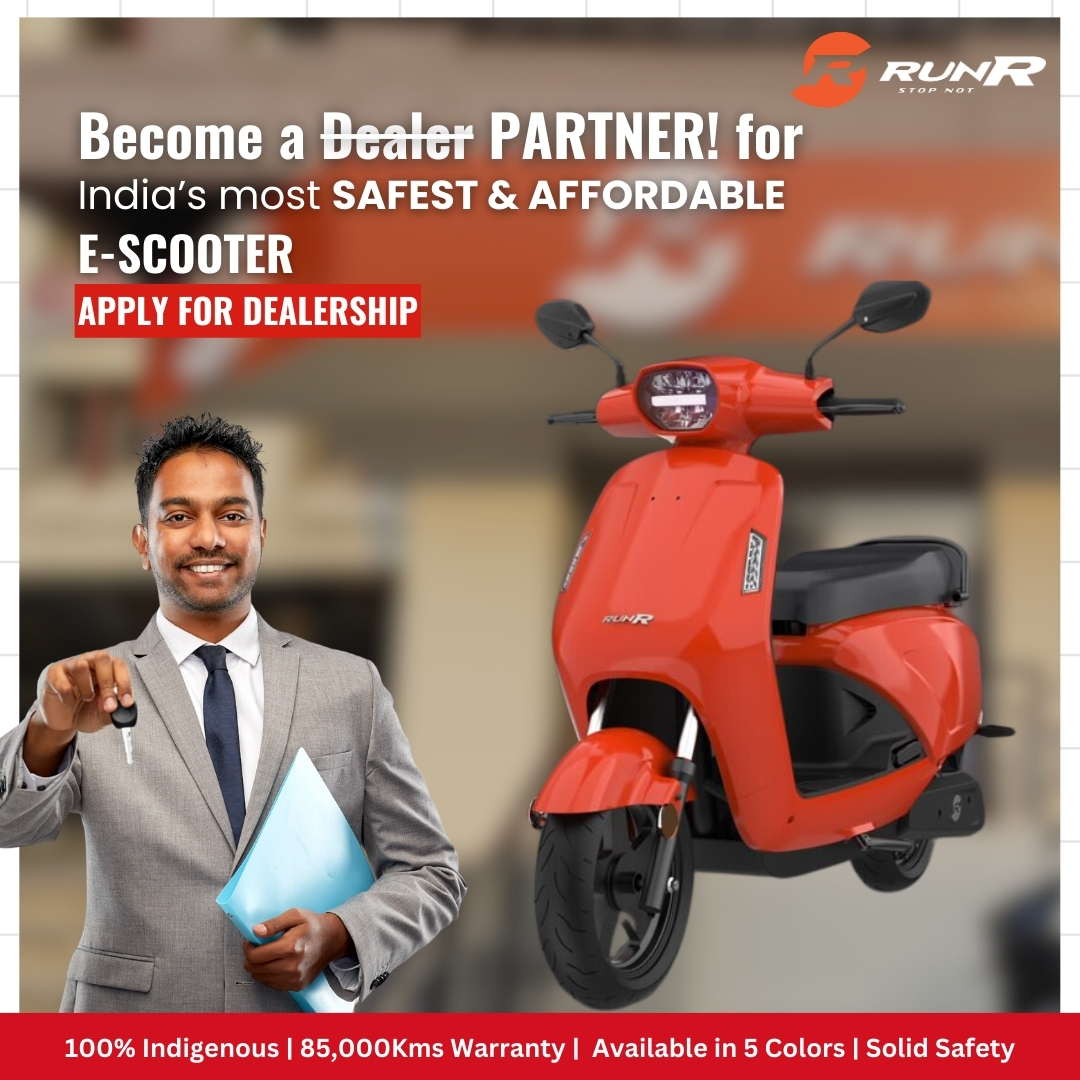 RUNR
STOP NOT
Become a Dealer PARTNER! for
India's most SAFEST & AFFORDABLE
E-SCOOTER
APPLY FOR DEALERSHIP
RUNR
100% Indigenous | 85,000Kms Warranty | Available in 5 Colors | Solid Safety